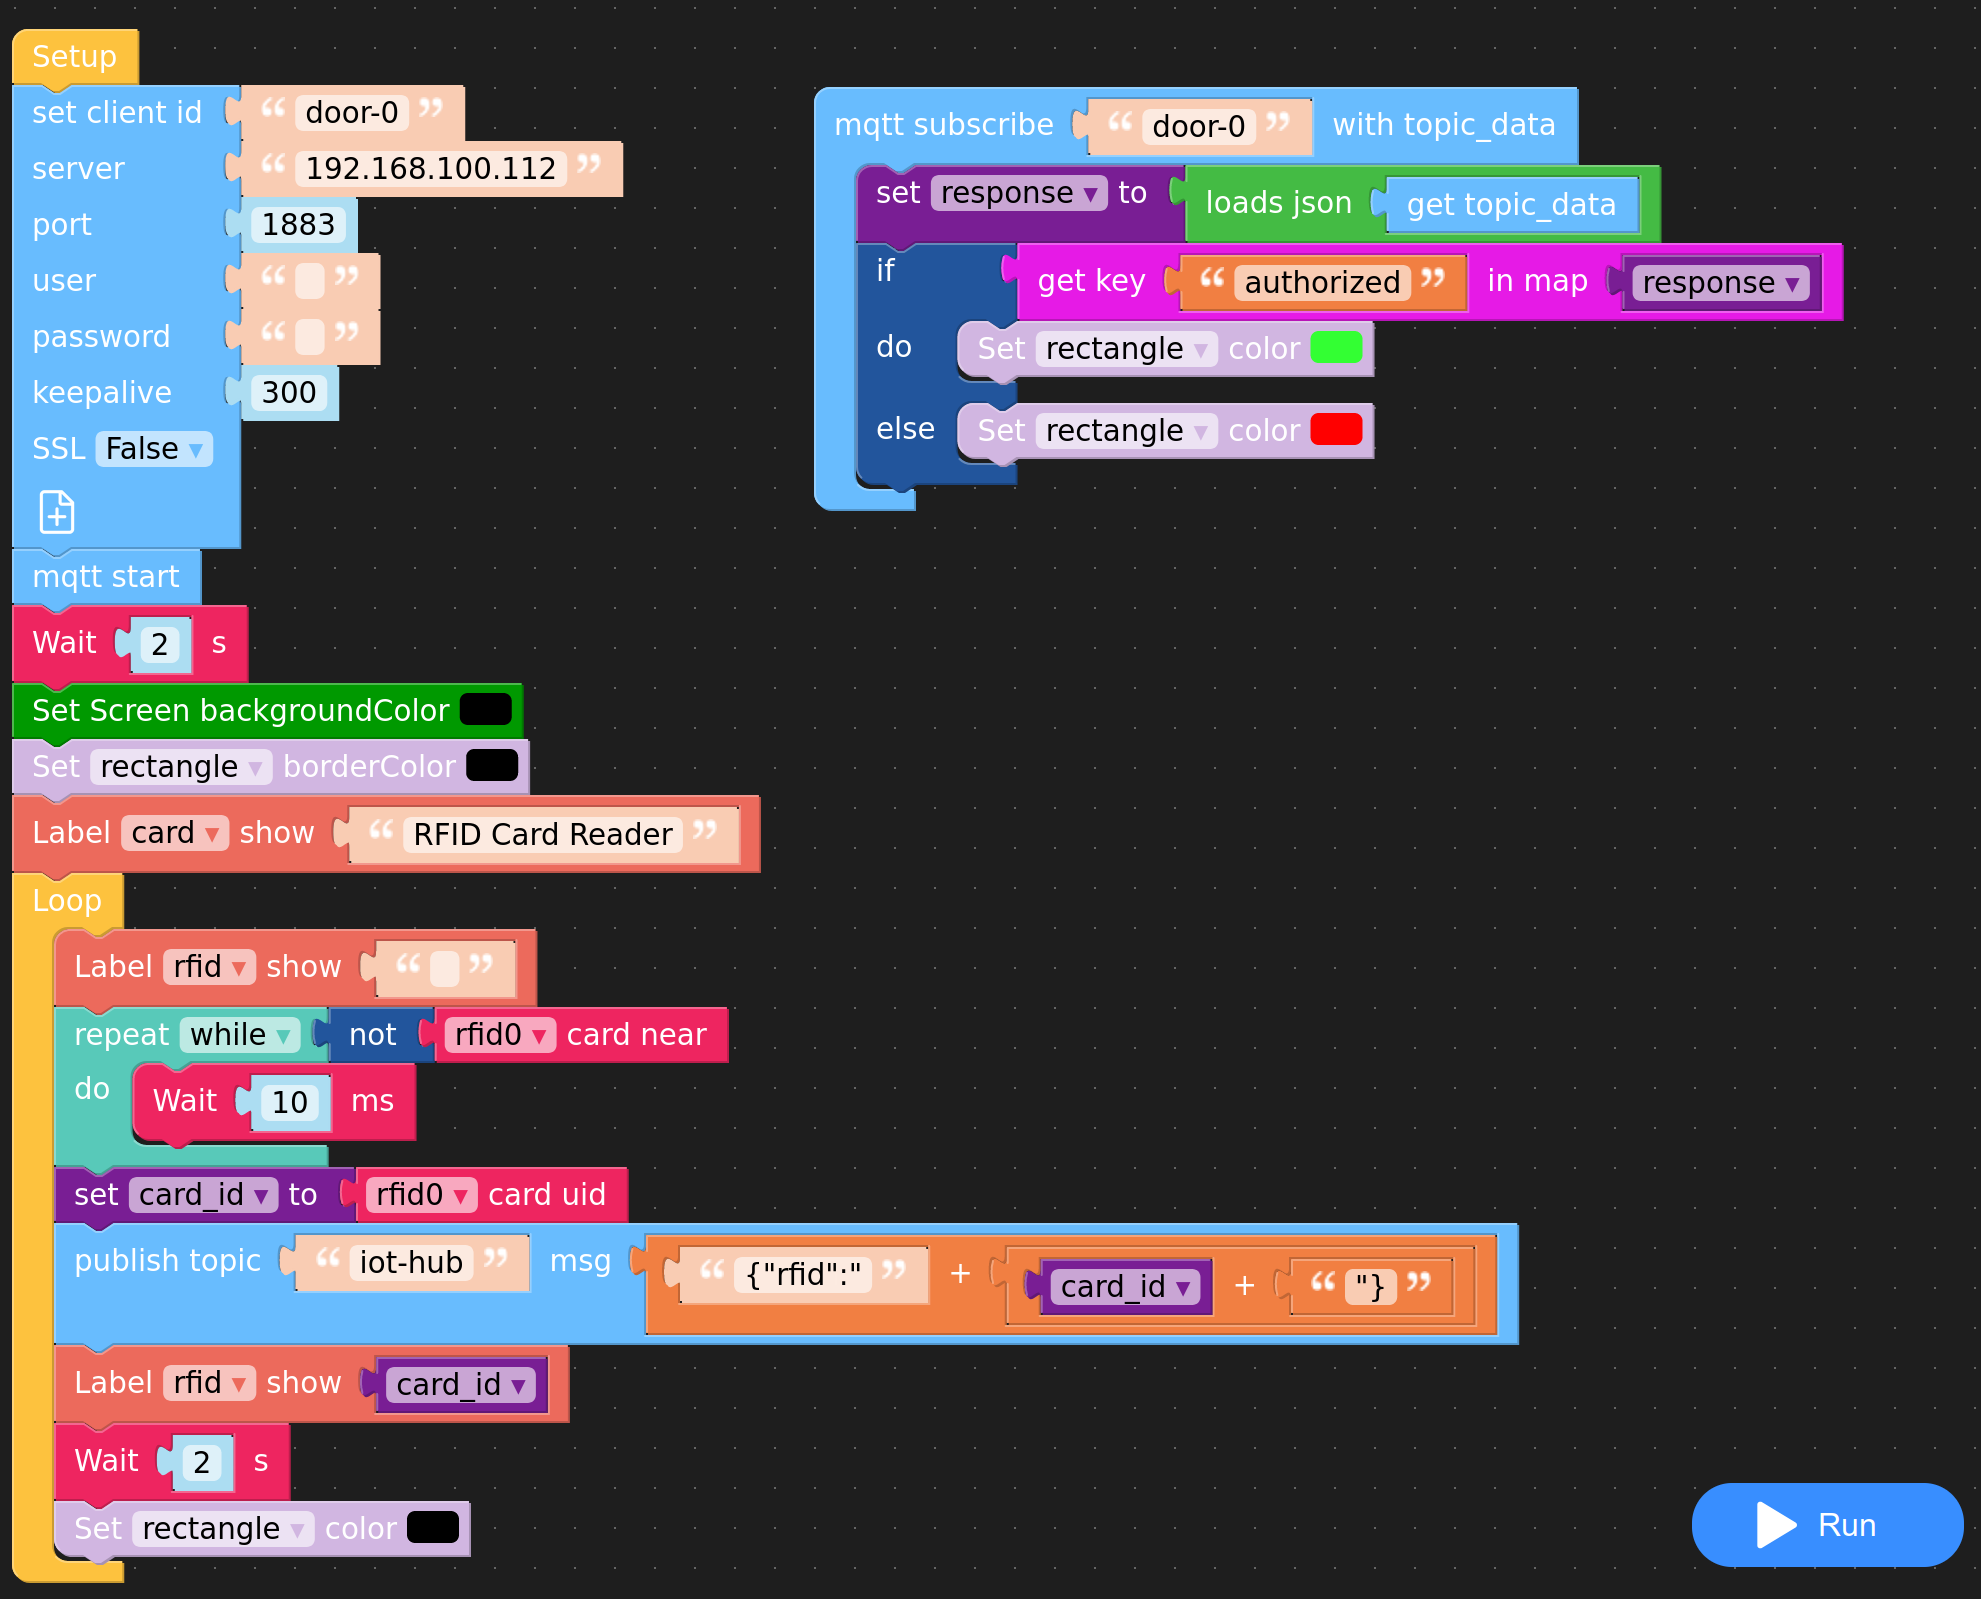 Setup
set client id “ door-0 ”
server “ 192.168.100.112 ”
port 1883
user “ ”
password “ ”
keepalive 300
SSL False ▾
mqtt start
Wait 2 s
Set Screen backgroundColor
Set rectangle ▾ borderColor
Label card ▾ show “ RFID Card Reader ”
Loop
Label rfid ▾ show “ ”
repeat while ▾ not rfid0 ▾ card near
do Wait 10 ms
set card_id ▾ to rfid0 ▾ card uid
publish topic “ iot-hub ” msg “ {"rfid":" ” + card_id ▾ + “ "} ”
Label rfid ▾ show card_id ▾
Wait 2 s
Set rectangle ▾ color
mqtt subscribe “ door-0 ” with topic_data
set response ▾ to loads json get topic_data
if get key “ authorized ” in map response ▾
do Set rectangle ▾ color
else Set rectangle ▾ color
Run